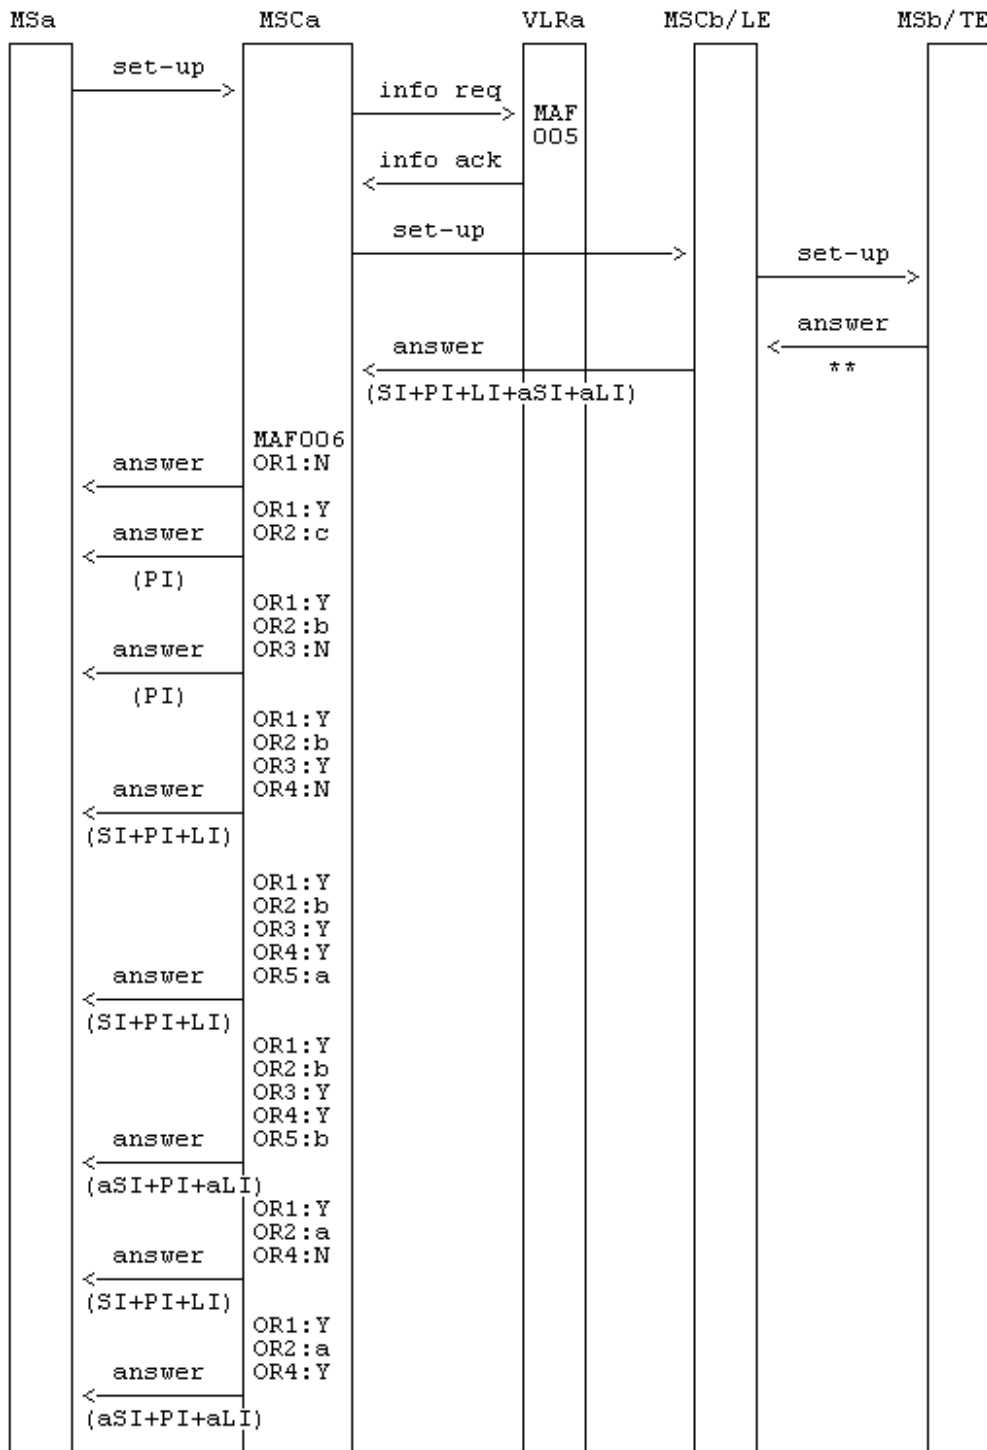 MSa MSCa VLRa MSCb/LE MSb/TE
set-up
info req
MAF
005
info ack
set-up
set-up
answer
answer
**
(SI+PI+LI+aSI+aLI)
MAF006
answer OR1:N
OR1:Y
answer OR2:c
(PI)
OR1:Y
OR2:b
answer OR3:N
(PI)
OR1:Y
OR2:b
OR3:Y
answer OR4:N
(SI+PI+LI)
OR1:Y
OR2:b
OR3:Y
OR4:Y
answer OR5:a
(SI+PI+LI)
OR1:Y
OR2:b
OR3:Y
OR4:Y
answer OR5:b
(aSI+PI+aLI)
OR1:Y
OR2:a
answer OR4:N
(SI+PI+LI)
OR1:Y
OR2:a
answer OR4:Y
(aSI+PI+aLI)